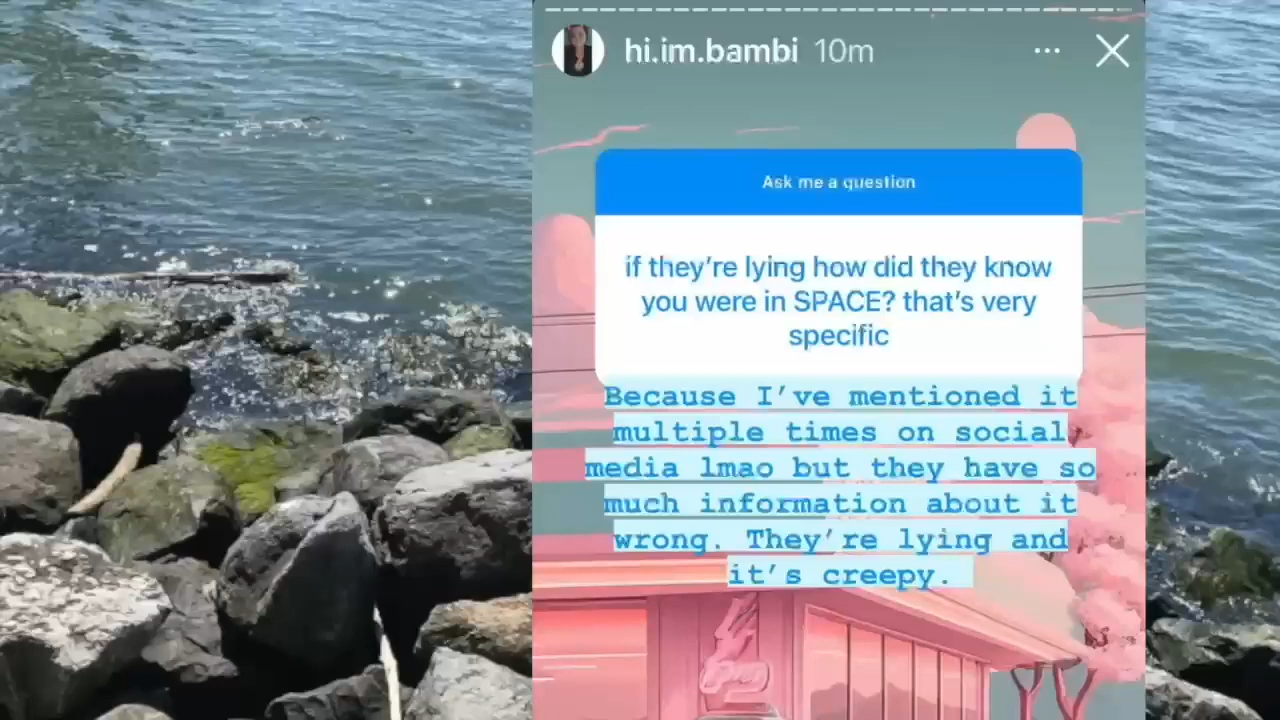 hi.im.bambi 10m
Ask me a question
if they're lying how did they know
you were in SPACE? that's very
specific
Because I've mentioned it
multiple times on social
media lmao but they have so
much information about it
wrong. They're lying and
it's creepy.